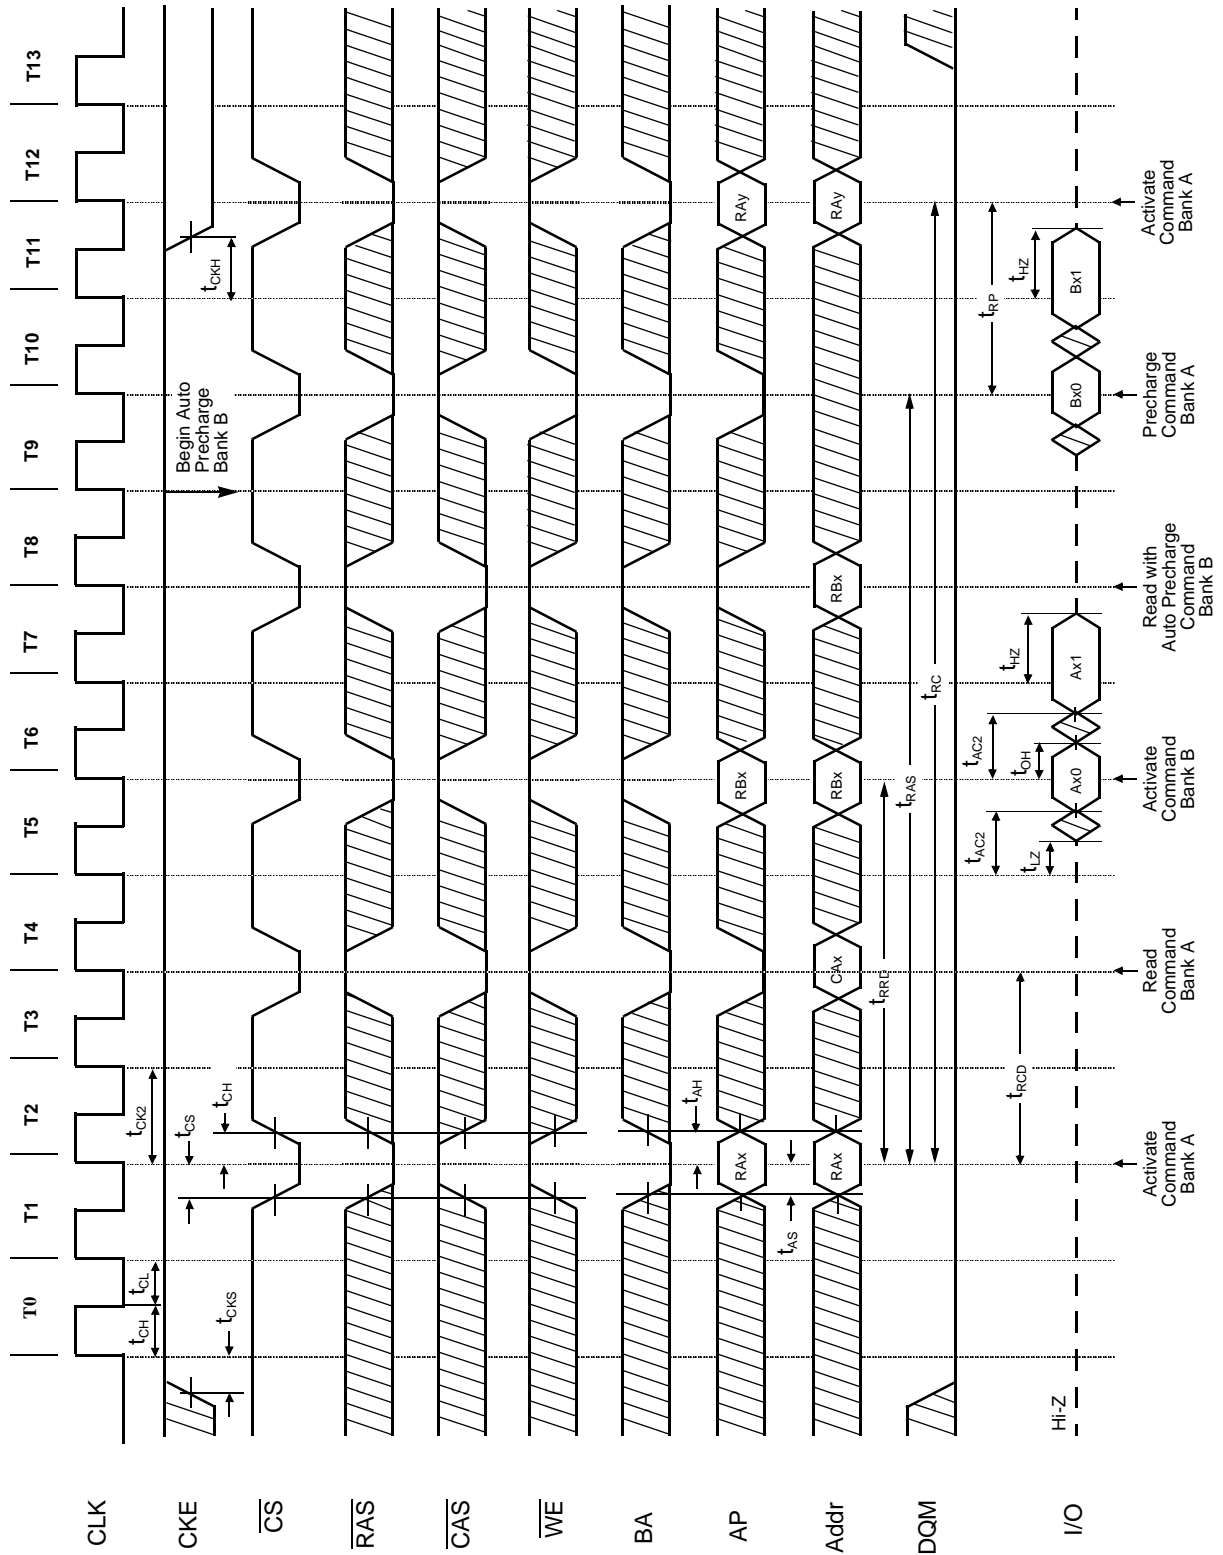 T0
T1
T2
T3
T4
T5
T6
T7
T8
T9
T10
T11
T12
T13
CLK
tCH
tCL
tCK2
CKE
tCKS
tCS
tCH
Begin Auto
Precharge
Bank B
tCKH
CS
RAS
CAS
WE
BA
tAH
AP
RAx
RBx
RAy
tAS
Addr
RAx
CAx
RBx
RBx
RAy
tRRD
tRAS
tRC
DQM
tRCD
tAC2
tLZ
tAC2
tOH
tHZ
tRP
tHZ
I/O
Hi-Z
Ax0
Ax1
Bx0
Bx1
Activate
Command
Bank A
Read
Command
Bank A
Activate
Command
Bank B
Read with
Auto Precharge
Command
Bank B
Precharge
Command
Bank A
Activate
Command
Bank A